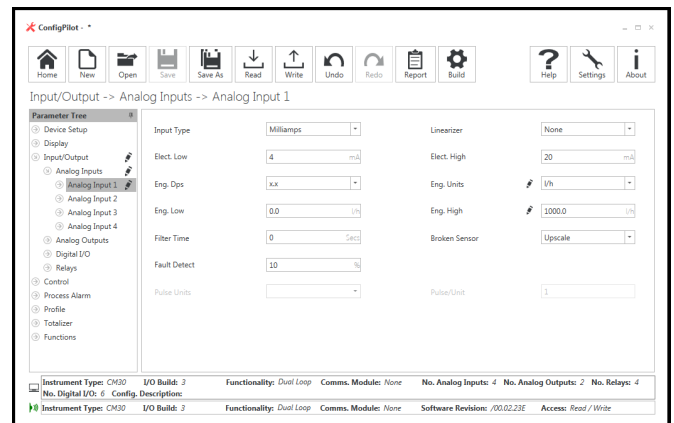 ConfigPilot - *
Home New Open Save Save As Read Write Undo Redo Report Build Help Settings About
Input/Output -> Analog Inputs -> Analog Input 1
Parameter Tree
Device Setup
Display
Input/Output
Analog Inputs
Analog Input 1
Analog Input 2
Analog Input 3
Analog Input 4
Analog Outputs
Digital I/O
Relays
Control
Process Alarm
Profile
Totalizer
Functions
Input Type Milliamps Linearizer None
Elect. Low 4 mA Elect. High 20 mA
Eng. Dps x.x Eng. Units l/h
Eng. Low 0.0 l/h Eng. High 1000.0 l/h
Filter Time 0 Secs Broken Sensor Upscale
Fault Detect 10 %
Pulse Units Pulse/Unit 1
Instrument Type: CM30 I/O Build: 3 Functionality: Dual Loop Comms. Module: None No. Analog Inputs: 4 No. Analog Outputs: 2 No. Relays: 4
No. Digital I/O: 6 Config. Description:
Instrument Type: CM30 I/O Build: 3 Functionality: Dual Loop Comms. Module: None Software Revision: /00.02.23E Access: Read / Write